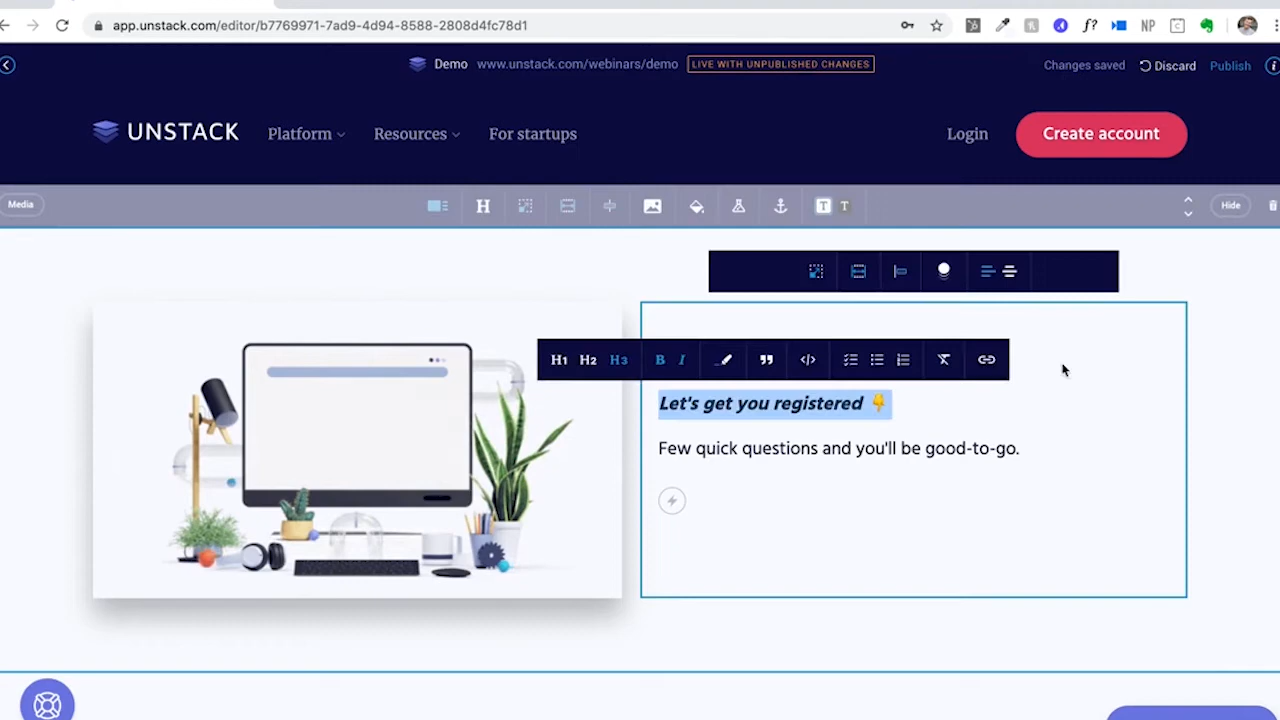 app.unstack.com/editor/b7769971-7ad9-4d94-8588-2808d4fc78d1
f?
NP
Demo www.unstack.com/webinars/demo LIVE WITH UNPUBLISHED CHANGES
Changes saved Discard Publish
UNSTACK Platform Resources For startups Login Create account
Media H T T Hide
H1 H2 H3 B I
Let's get you registered 👇
Few quick questions and you'll be good-to-go.